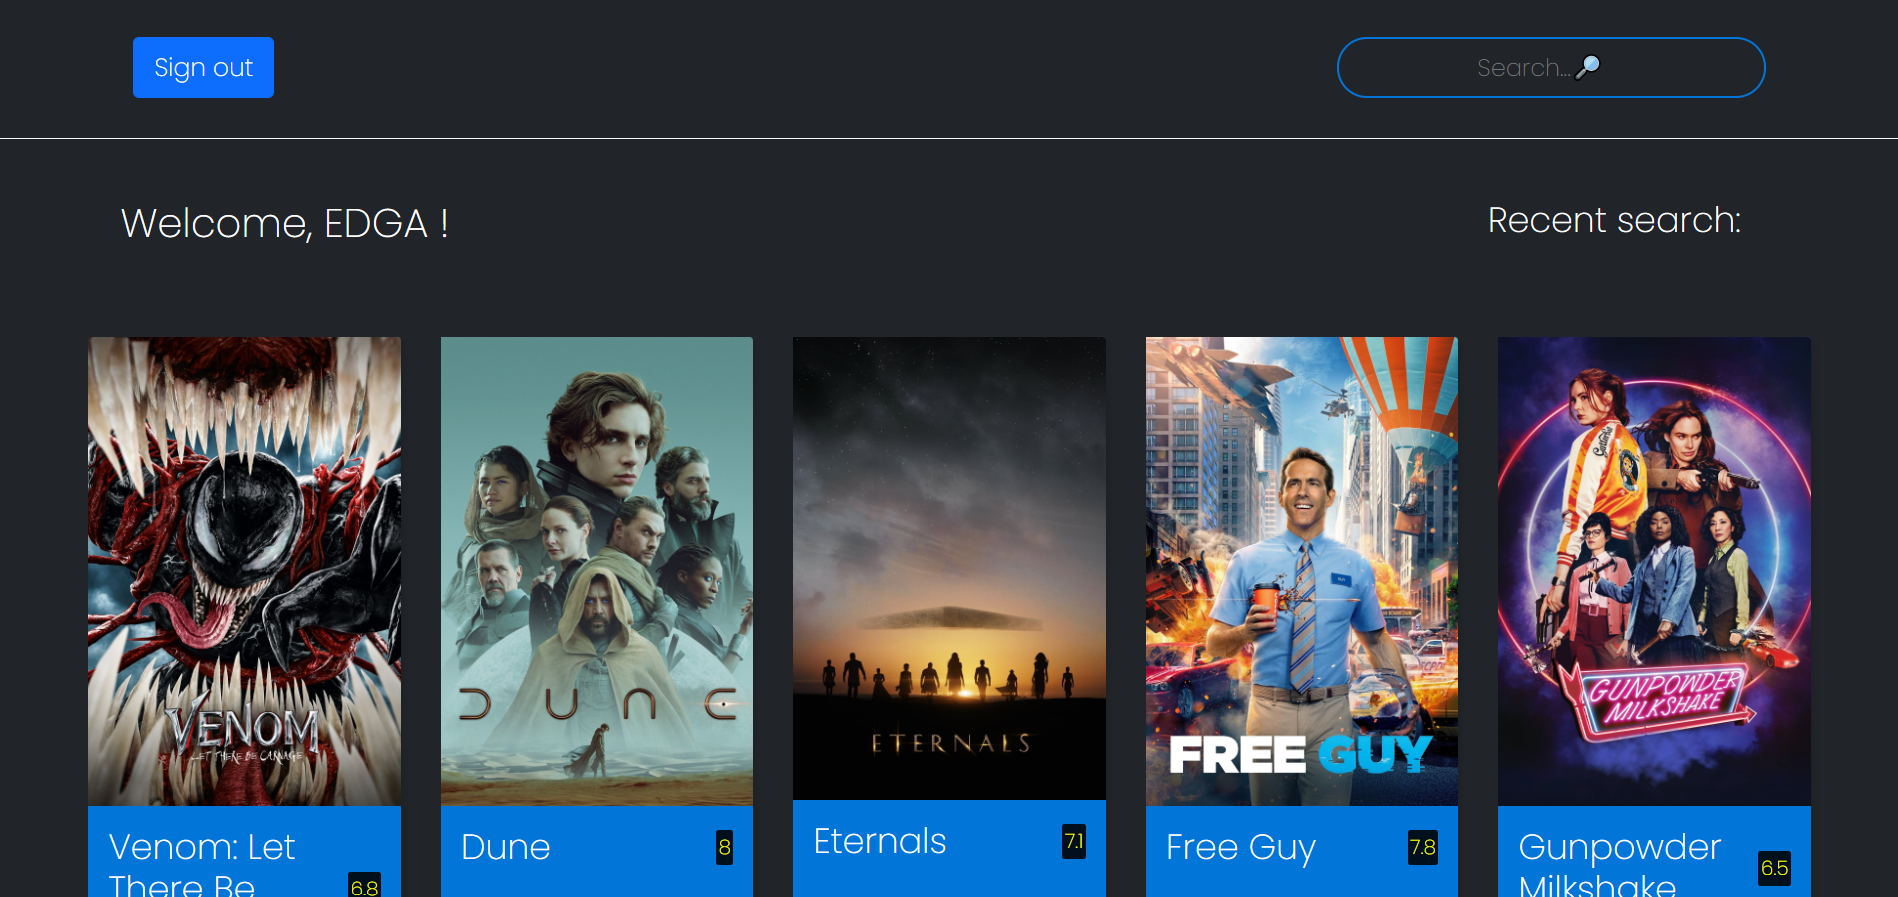 Sign out
Search...🔎
Welcome, EDGA !
Recent search:
VENOM
LET THERE BE CARNAGE
DUNE
ETERNALS
FREE GUY
GUNPOWDER
MILKSHAKE
Venom: Let
There Be
6.8
Dune
8
Eternals
7.1
Free Guy
7.8
Gunpowder
Milkshake
6.5